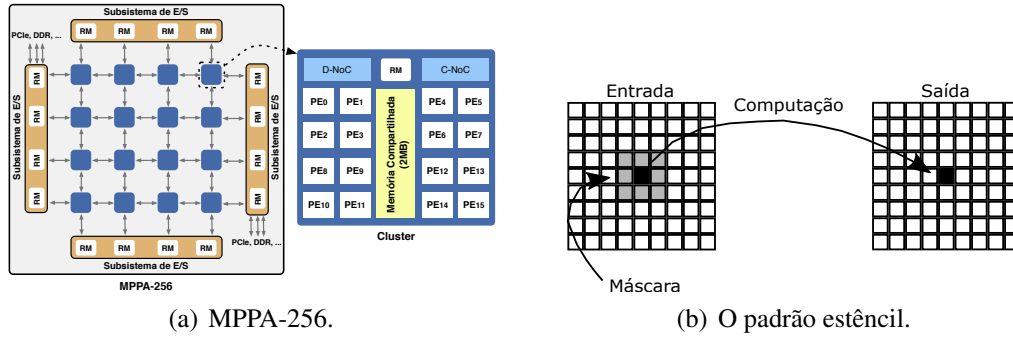 Subsistema de E/S
RM RM RM RM
PCIe, DDR, ...
Subsistema de E/S
RM
RM
RM
RM
RM
RM
RM
RM
Subsistema de E/S
PCIe, DDR, ...
RM RM RM RM
Subsistema de E/S
MPPA-256
D-NoC RM C-NoC
PE0 PE1 PE4 PE5
PE2 PE3 PE6 PE7
PE8 PE9 PE12 PE13
PE10 PE11 PE14 PE15
Memória Compartilhada
(2MB)
Cluster
(a) MPPA-256.
Entrada
Computação
Saída
Máscara
(b) O padrão estêncil.